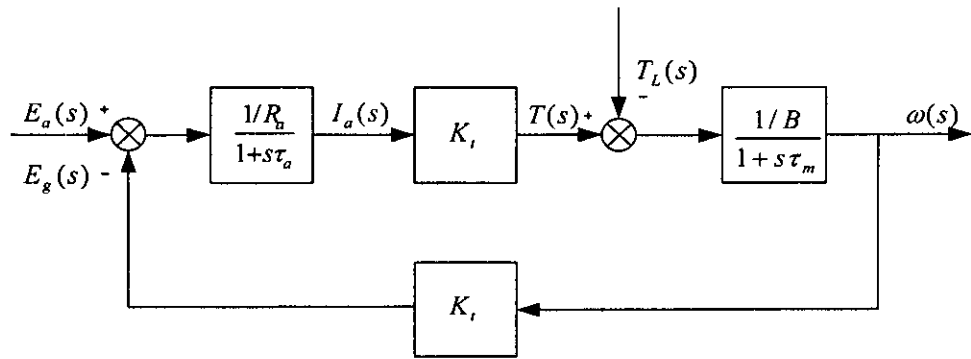 T_L(s)
-
E_a(s) +
E_g(s) -
1/R_a
1+sτ_a
I_a(s)
K_t
T(s) +
1/B
1+sτ_m
ω(s)
K_t